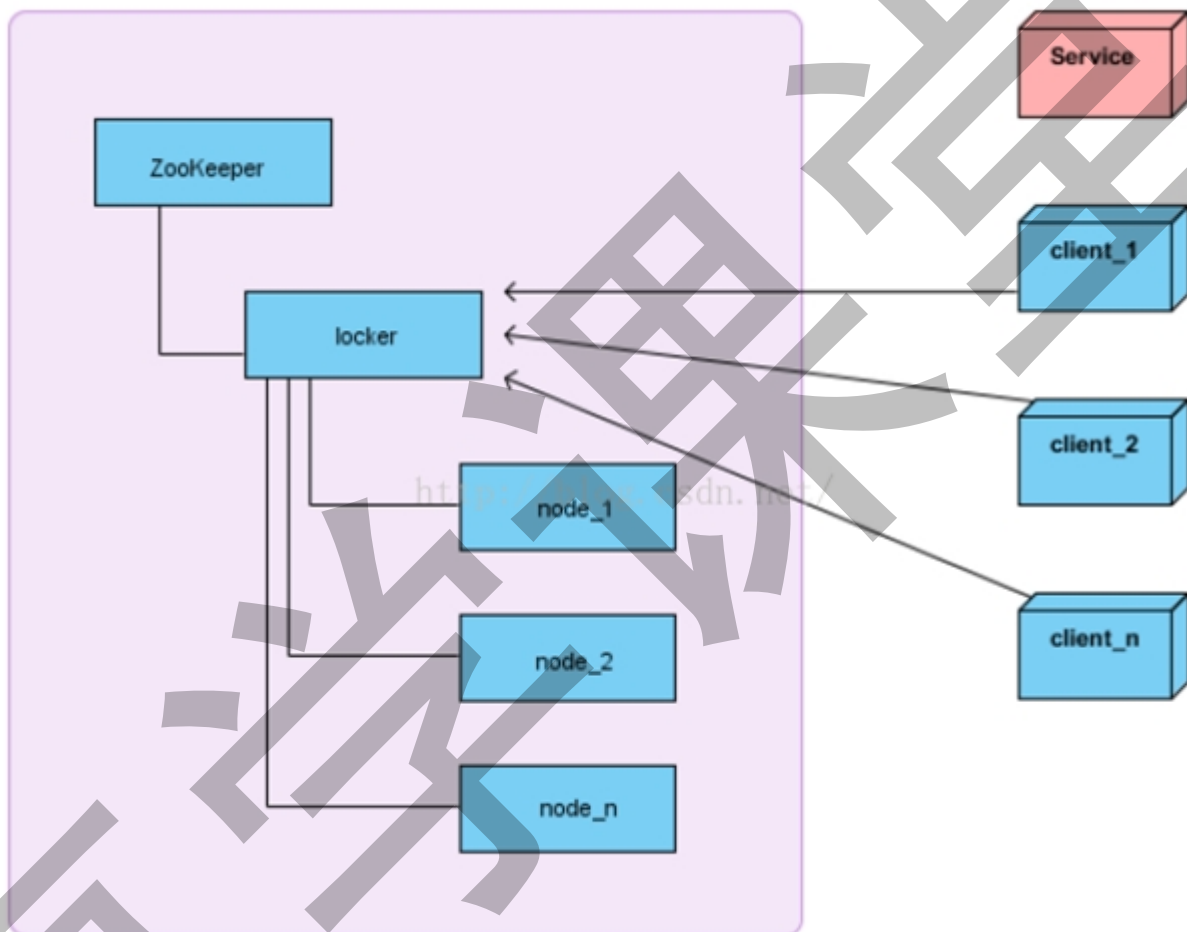 Service
ZooKeeper
client_1
locker
client_2
node_1
client_n
node_2
node_n